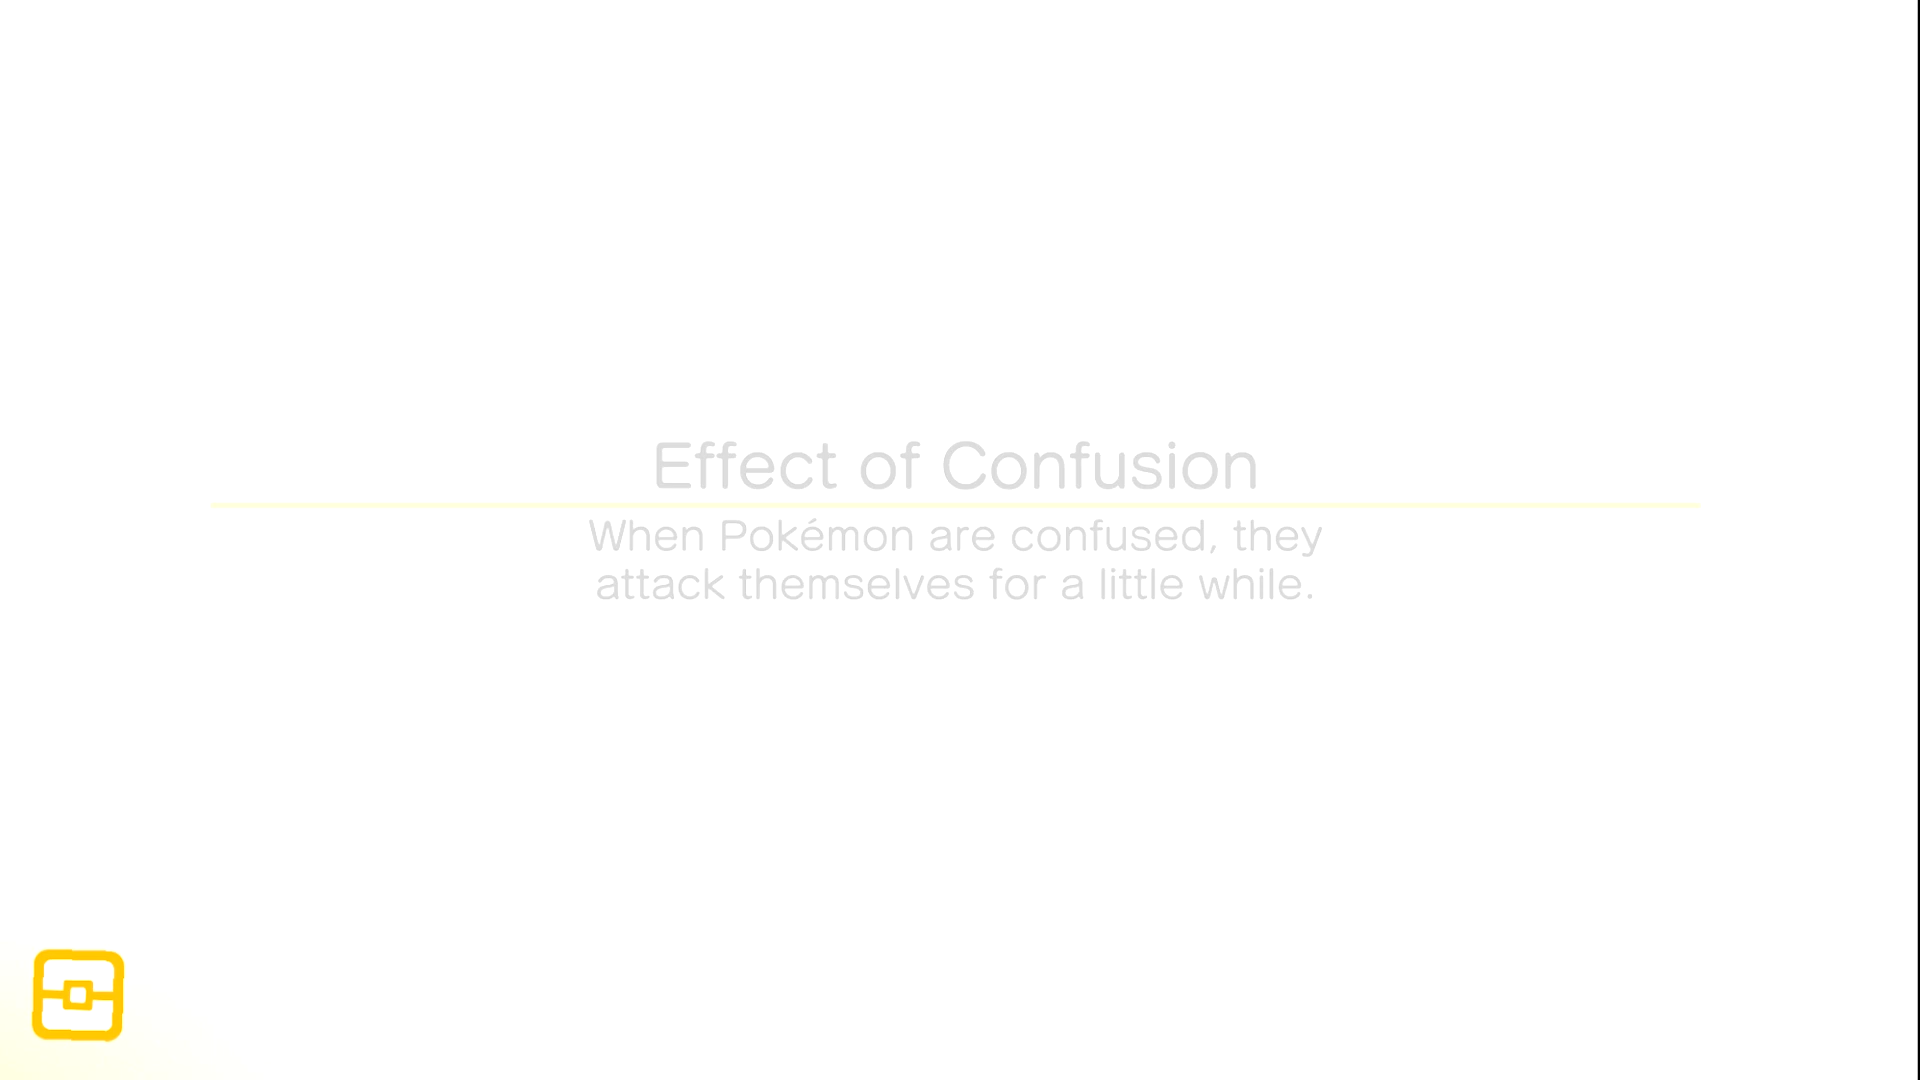 Effect of Confusion
When Pokémon are confused, they
attack themselves for a little while.